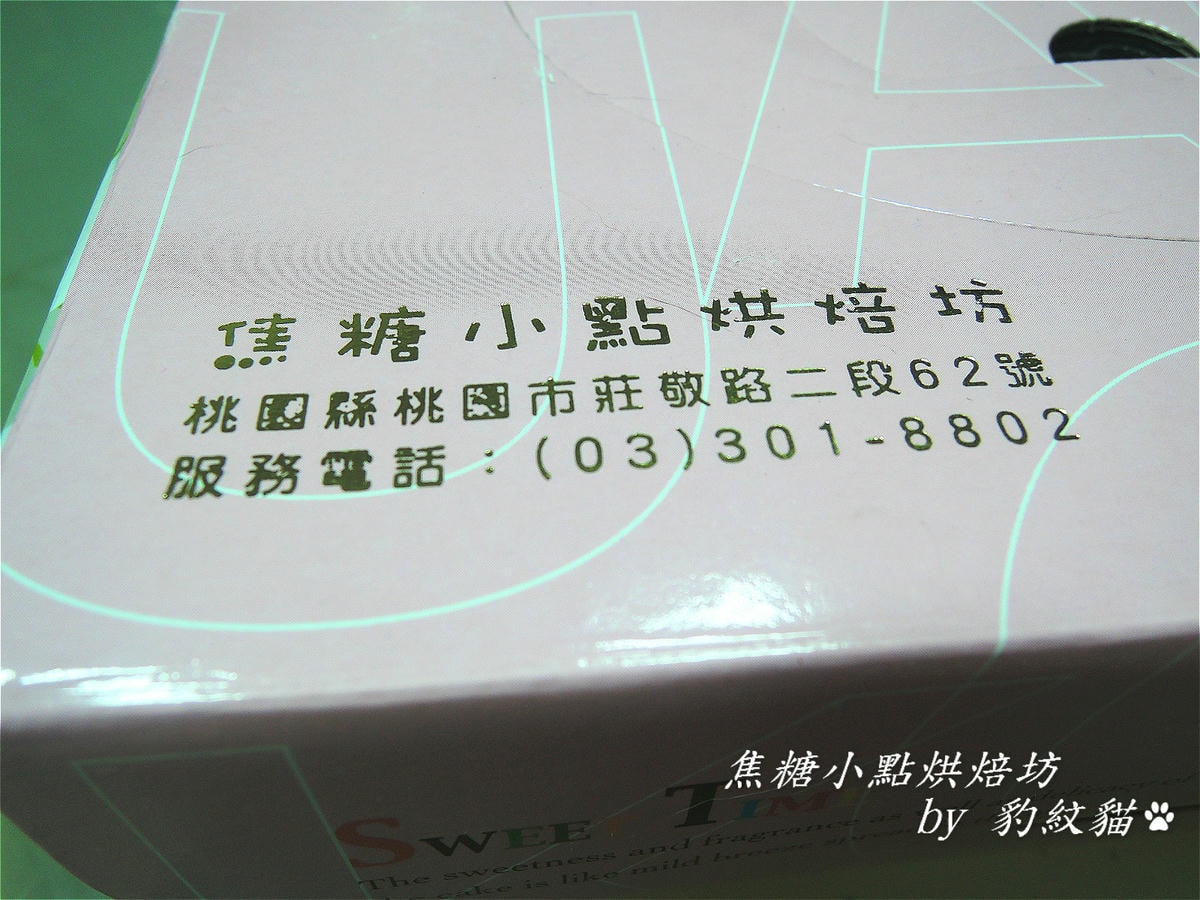 焦糖小點烘焙坊
桃園縣桃園市莊敬路二段62號
服務電話：(03)301-8802
焦糖小點烘焙坊
by 豹紋貓
SWEET TIME
The sweetness and fragrance as
cake is like mild breeze